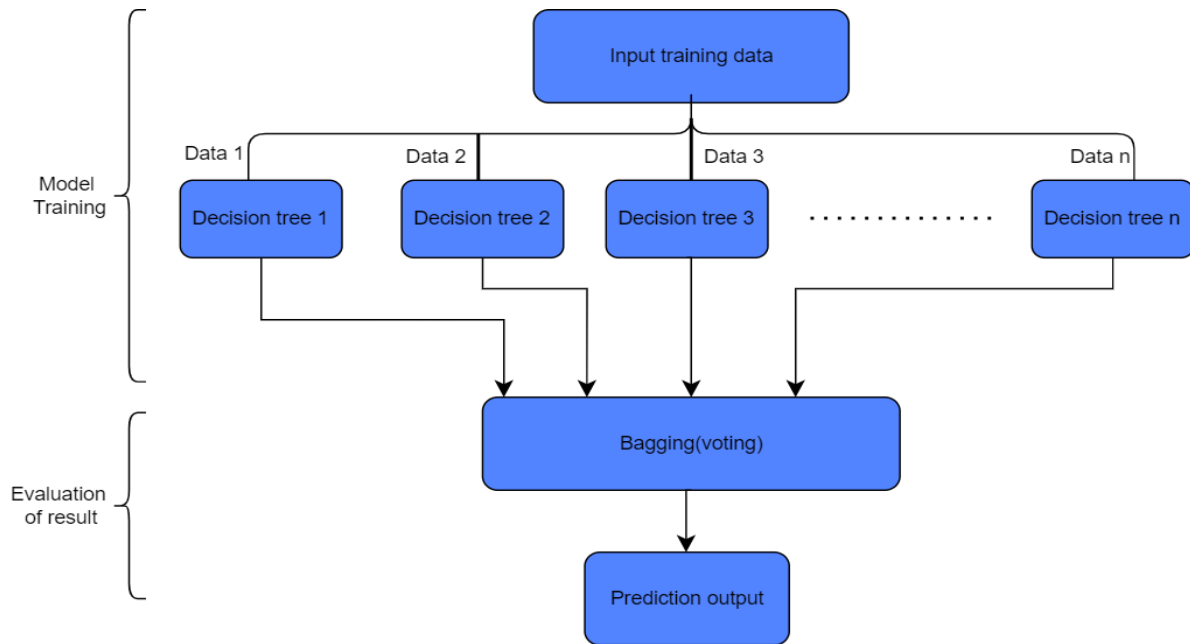 Input training data
Data 1
Data 2
Data 3
Data n
Model
Training
Decision tree 1
Decision tree 2
Decision tree 3
Decision tree n
Bagging(voting)
Evaluation
of result
Prediction output